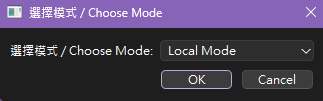 選擇模式 / Choose Mode
選擇模式 / Choose Mode: Local Mode
OK Cancel